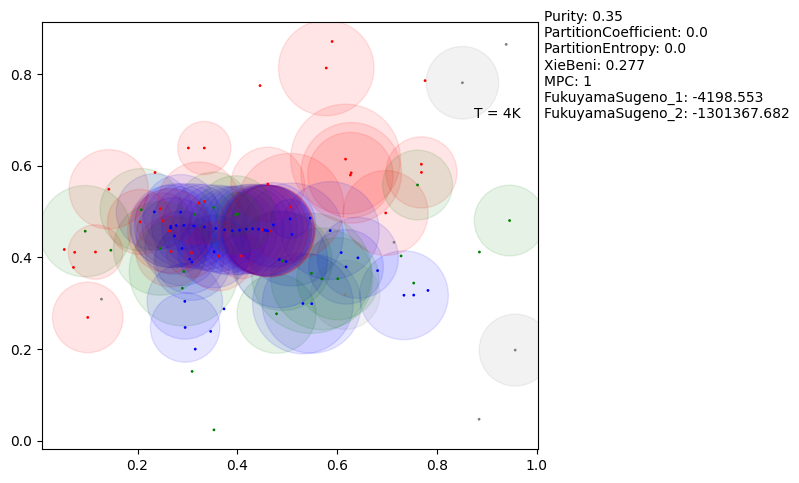 Purity: 0.35
PartitionCoefficient: 0.0
PartitionEntropy: 0.0
XieBeni: 0.277
MPC: 1
FukuyamaSugeno_1: -4198.553
FukuyamaSugeno_2: -1301367.682
T = 4K
0.8
0.6
0.4
0.2
0.0
0.2 0.4 0.6 0.8 1.0